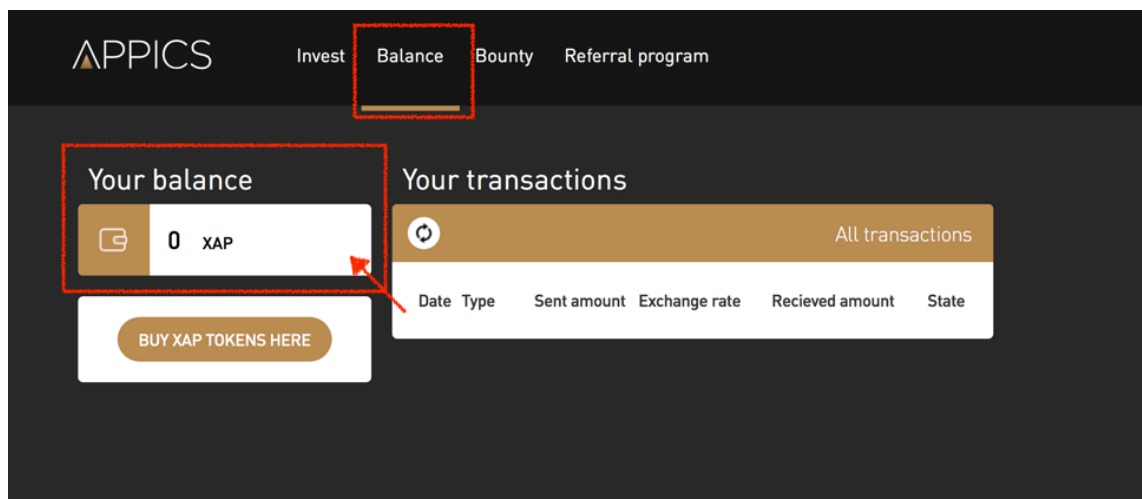 APPICS Invest Balance Bounty Referral program
Your balance
0 XAP
BUY XAP TOKENS HERE
Your transactions
All transactions
Date Type Sent amount Exchange rate Recieved amount State